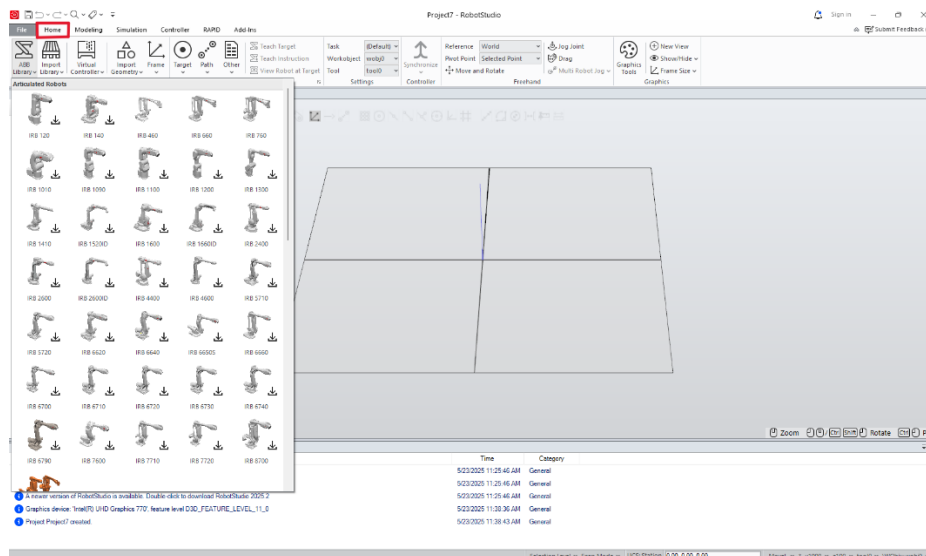 Project7 - RobotStudio
Sign in
File Home Modeling Simulation Controller RAPID Add-Ins
Submit Feedback
ABB Library
Import Library
Virtual Controller
Import Geometry
Frame
Target
Path
Other
Teach Target
Teach Instruction
View Robot at Target
Task (Default)
Workobject wobj0
Tool tool0
Settings
Synchronize
Controller
Reference World
Pivot Point Selected Point
Move and Rotate
Jog Joint
Drag
Multi Robot Jog
Freehand
Graphics Tools
New View
Show/Hide
Frame Size
Graphics
Articulated Robots
IRB 120 IRB 140 IRB 460 IRB 660 IRB 760
IRB 1010 IRB 1090 IRB 1100 IRB 1200 IRB 1300
IRB 1410 IRB 1520ID IRB 1600 IRB 1660ID IRB 2400
IRB 2600 IRB 2600ID IRB 4400 IRB 4600 IRB 5710
IRB 5720 IRB 6620 IRB 6640 IRB 6650S IRB 6660
IRB 6700 IRB 6710 IRB 6720 IRB 6730 IRB 6740
IRB 6790 IRB 7600 IRB 7710 IRB 7720 IRB 8700
Zoom Ctrl Shift Rotate Ctrl P
Time Category
5/23/2025 11:25:46 AM General
5/23/2025 11:25:46 AM General
A newer version of RobotStudio is available. Double-click to download RobotStudio 2025.2 5/23/2025 11:25:46 AM General
Graphics device: 'Intel(R) UHD Graphics 770', feature level D3D_FEATURE_LEVEL_11_0 5/23/2025 11:30:36 AM General
Project Project7 created. 5/23/2025 11:38:43 AM General